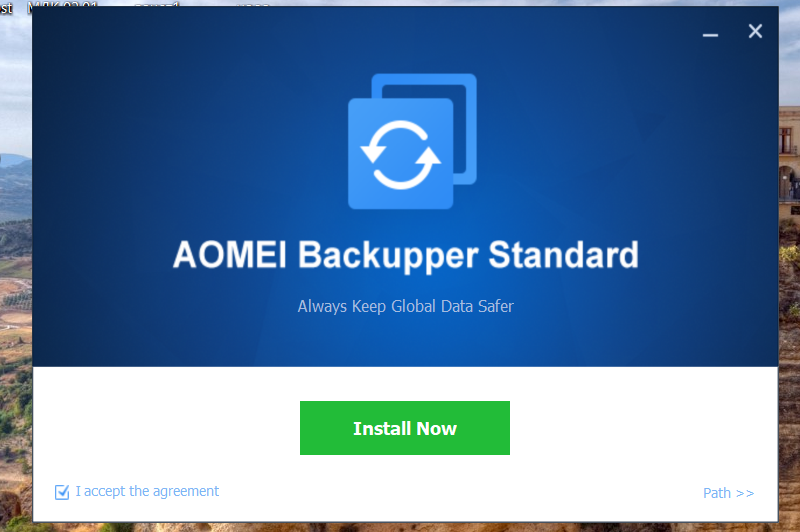 AOMEI Backupper Standard
Always Keep Global Data Safer
Install Now
I accept the agreement
Path >>